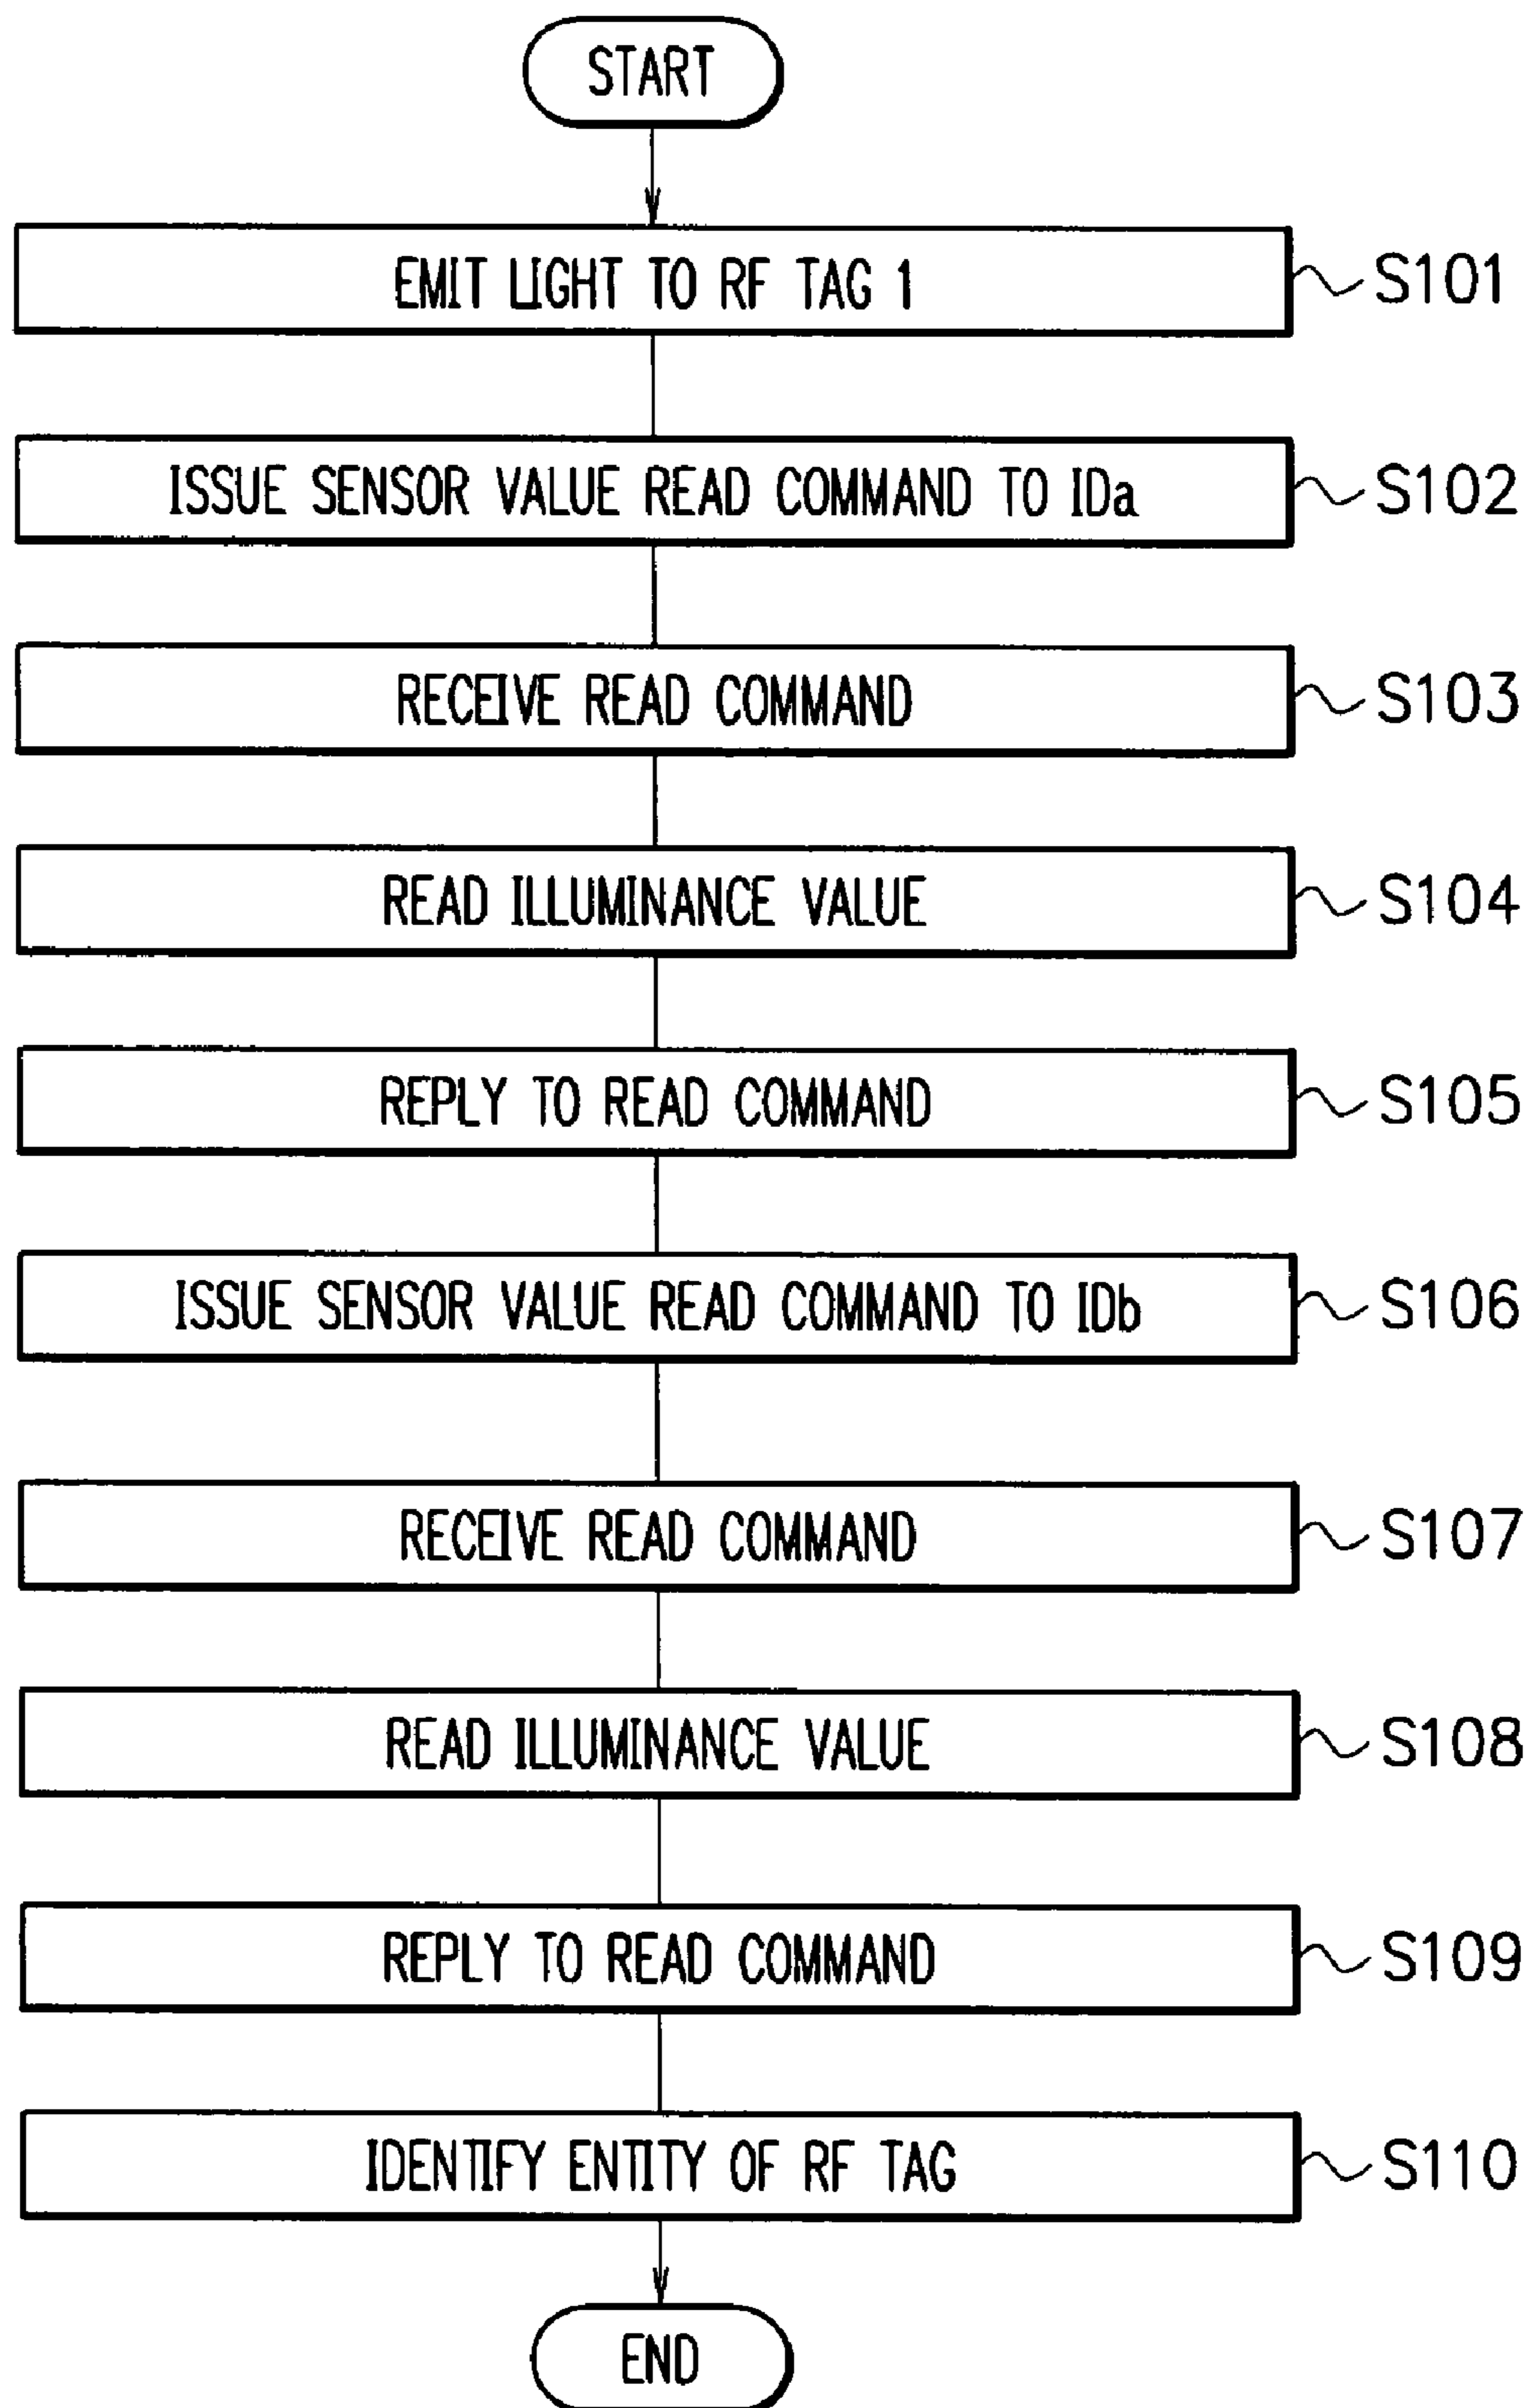 START
EMIT LIGHT TO RF TAG 1 S101
ISSUE SENSOR VALUE READ COMMAND TO IDa S102
RECEIVE READ COMMAND S103
READ ILLUMINANCE VALUE S104
REPLY TO READ COMMAND S105
ISSUE SENSOR VALUE READ COMMAND TO IDb S106
RECEIVE READ COMMAND S107
READ ILLUMINANCE VALUE S108
REPLY TO READ COMMAND S109
IDENTIFY ENTITY OF RF TAG S110
END